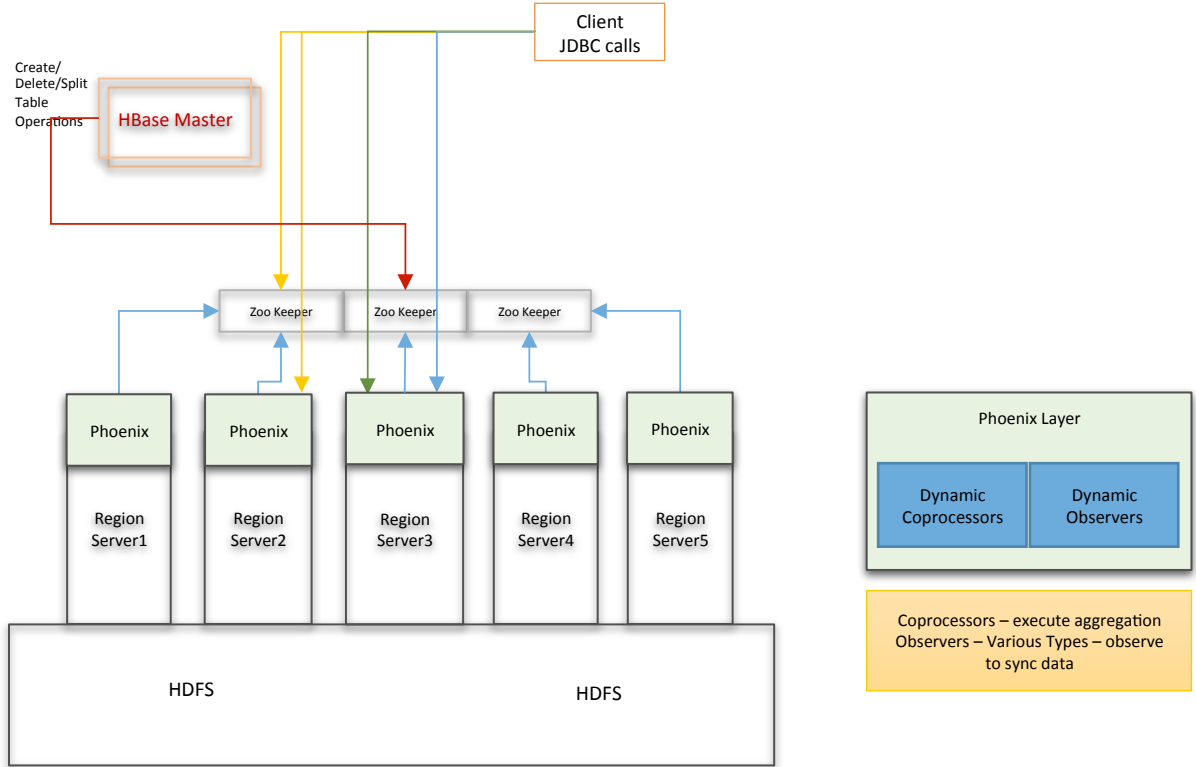 Client
JDBC calls
Create/
Delete/Split
Table
Operations
HBase Master
Zoo Keeper
Zoo Keeper
Zoo Keeper
Phoenix
Phoenix
Phoenix
Phoenix
Phoenix
Region
Server1
Region
Server2
Region
Server3
Region
Server4
Region
Server5
HDFS
HDFS
Phoenix Layer
Dynamic
Coprocessors
Dynamic
Observers
Coprocessors – execute aggregation
Observers – Various Types – observe
to sync data